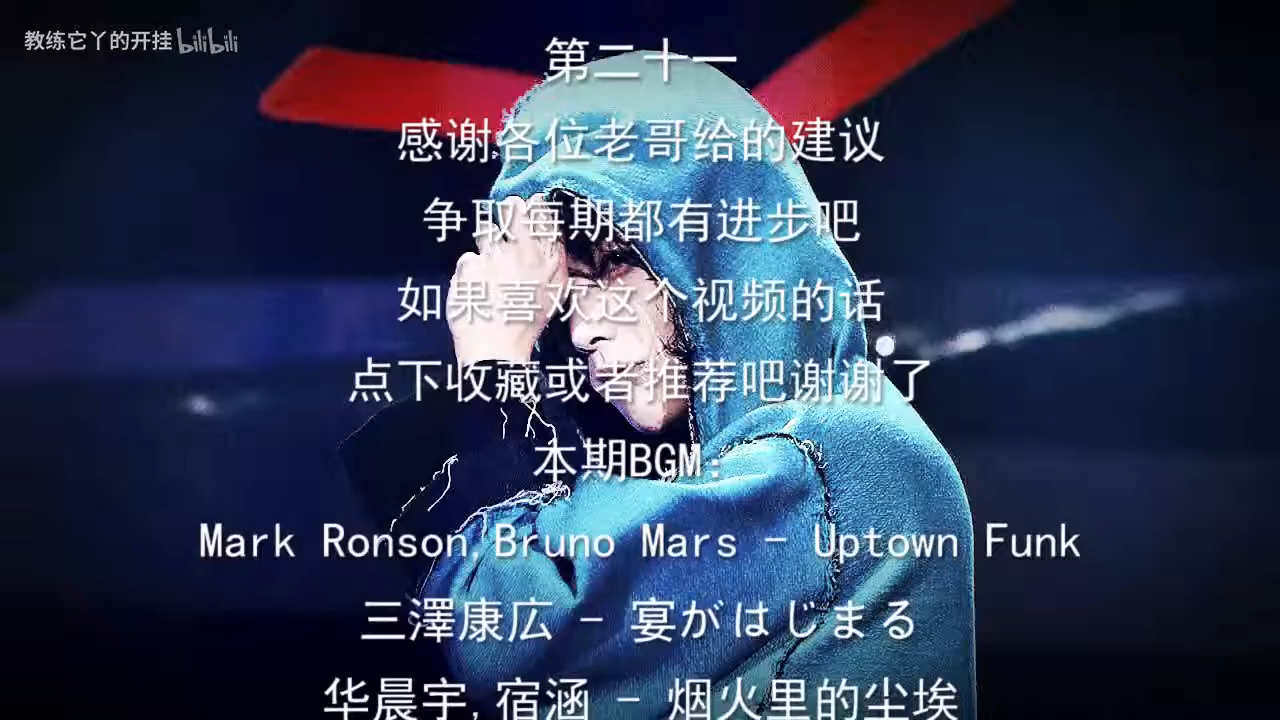 教练它丫的开挂 bilibili
第二十一
感谢各位老哥给的建议
争取每期都有进步吧
如果喜欢这个视频的话
点下收藏或者推荐吧谢谢了
本期BGM:
Mark Ronson,Bruno Mars - Uptown Funk
三澤康広 - 宴がはじまる
华晨宇,宿涵 - 烟火里的尘埃